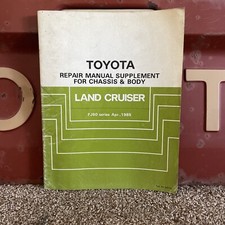 TOYOTA
REPAIR MANUAL SUPPLEMENT
FOR CHASSIS & BODY
LAND CRUISER
FJ60 series Apr., 1985
O
T